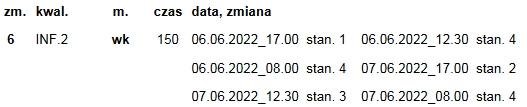 zm. kwal. m. czas data, zmiana
6 INF.2 wk 150 06.06.2022_17.00 stan. 1 06.06.2022_12.30 stan. 4
06.06.2022_08.00 stan. 4 07.06.2022_17.00 stan. 2
07.06.2022_12.30 stan. 3 07.06.2022_08.00 stan. 4